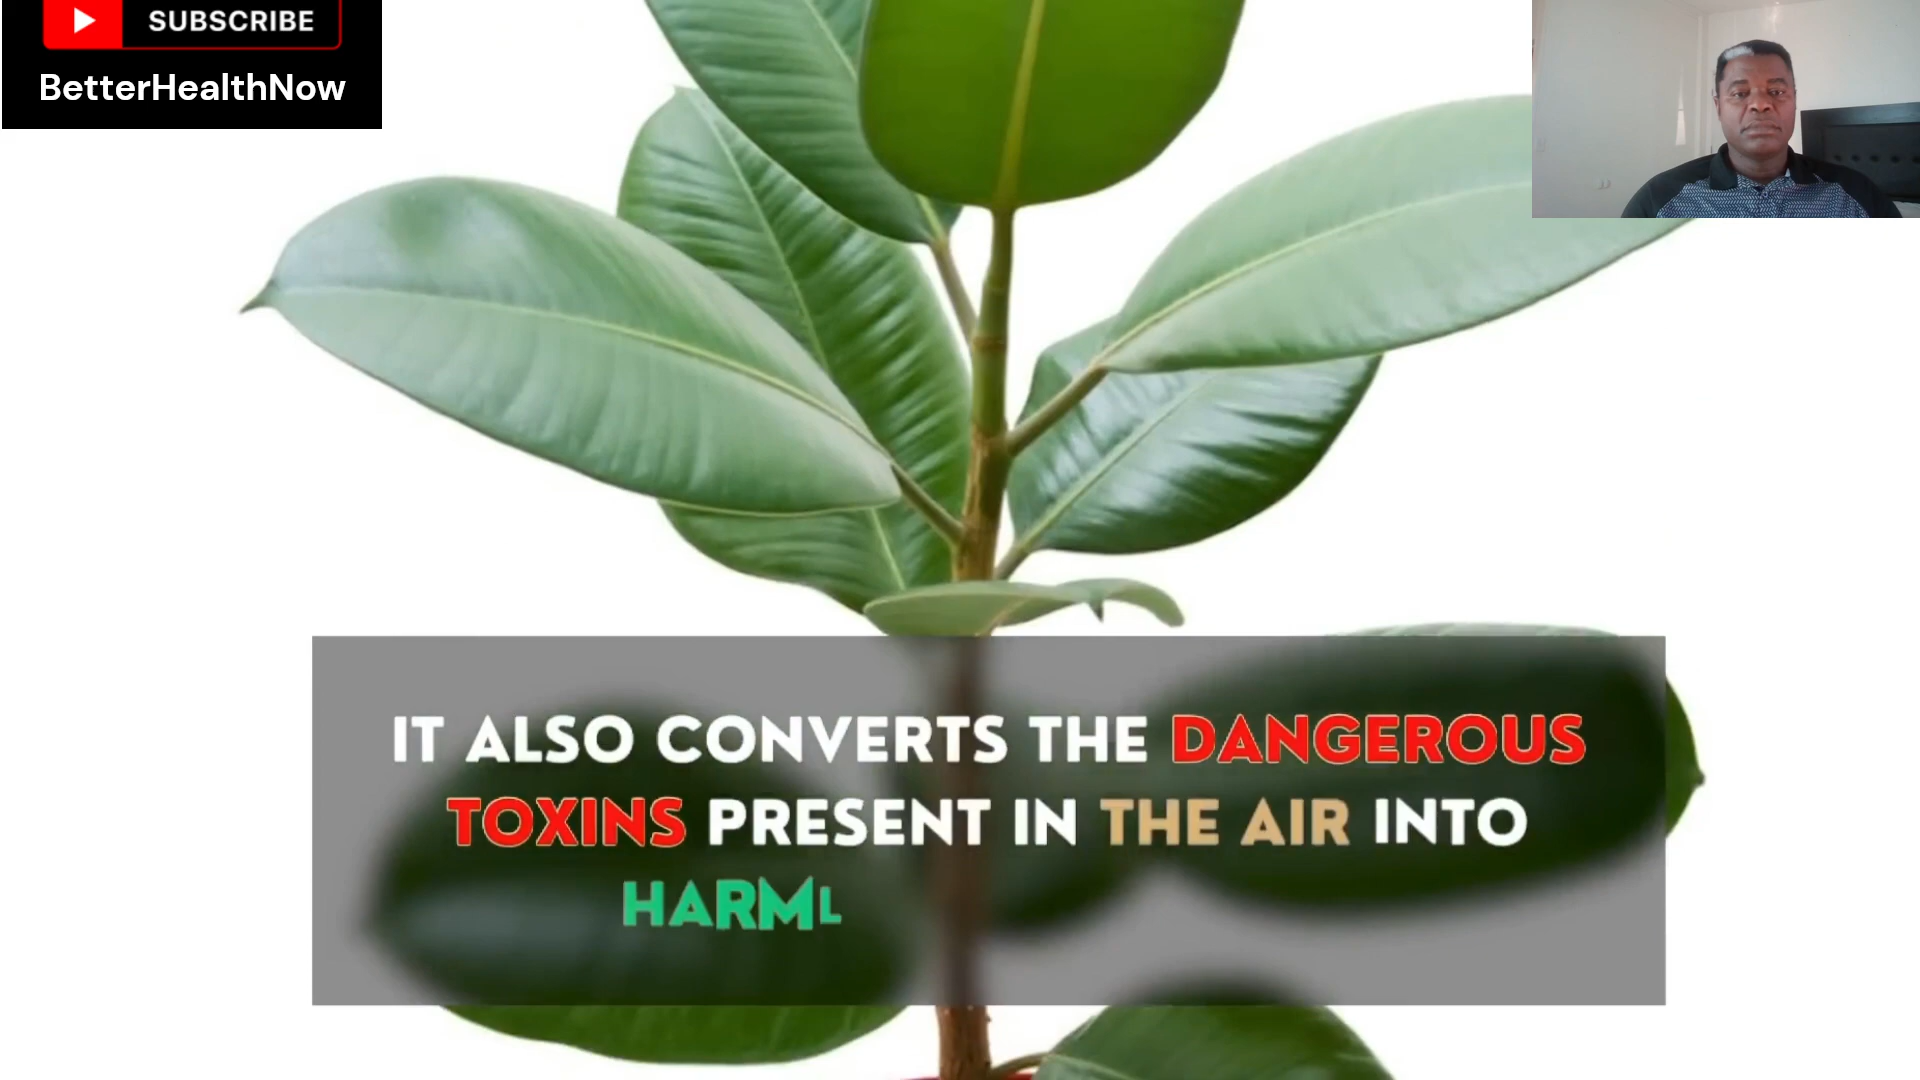 SUBSCRIBE
BetterHealthNow
IT ALSO CONVERTS THE DANGEROUS
TOXINS PRESENT IN THE AIR INTO
HARML